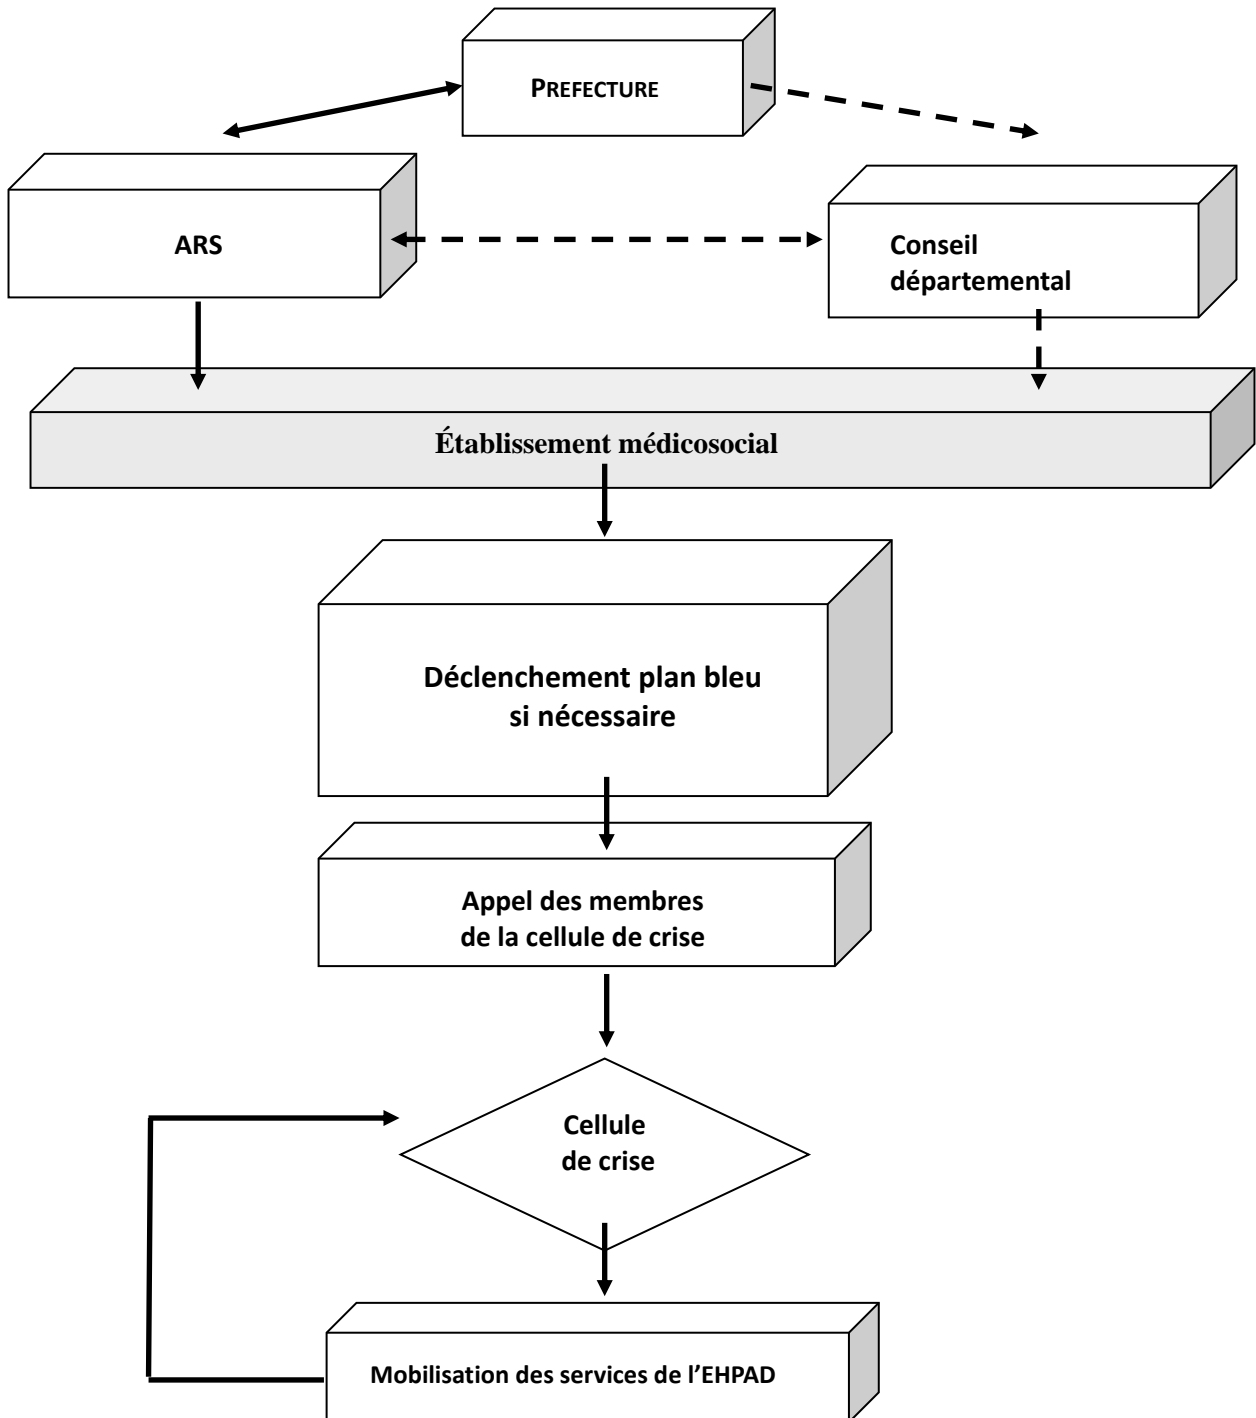 PREFECTURE
ARS
Conseil
départemental
Établissement médicosocial
Déclenchement plan bleu
si nécessaire
Appel des membres
de la cellule de crise
Cellule
de crise
Mobilisation des services de l’EHPAD